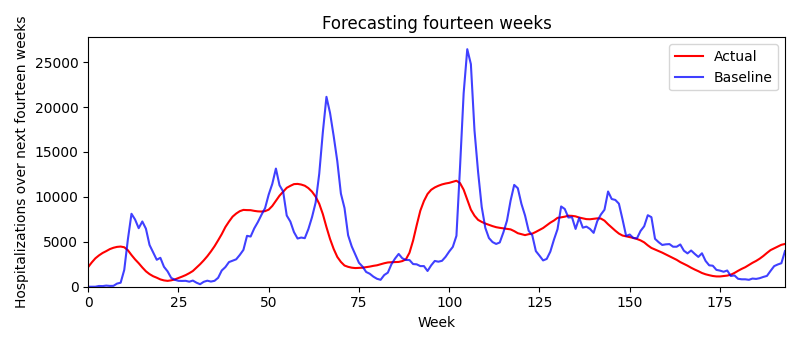 Forecasting fourteen weeks
Hospitalizations over next fourteen weeks
25000
20000
15000
10000
5000
0
Actual
Baseline
0 25 50 75 100 125 150 175
Week